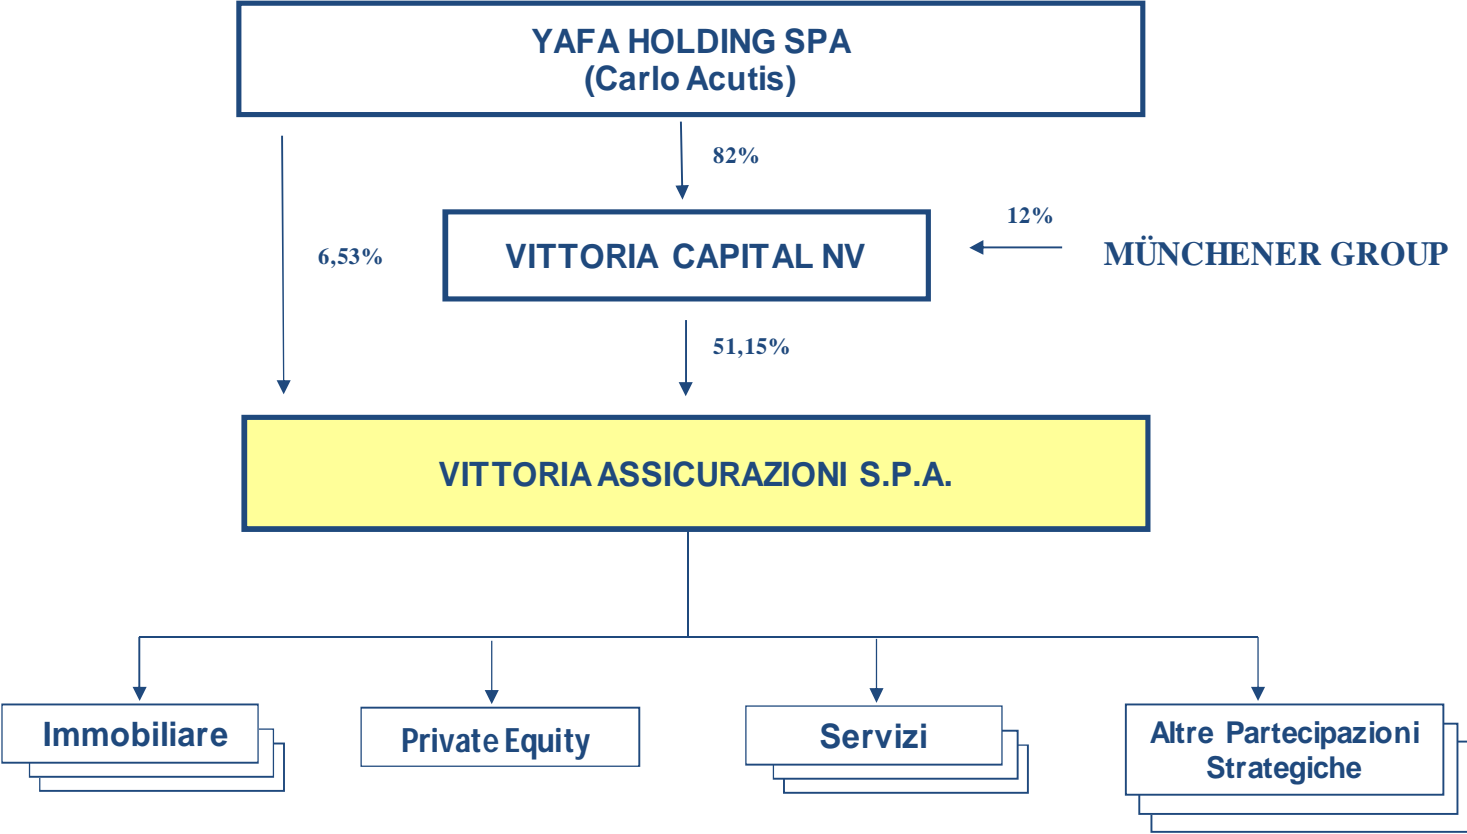 YAFA HOLDING SPA
(Carlo Acutis)
82%
12%
6,53%
VITTORIA CAPITAL NV
MÜNCHENER GROUP
51,15%
VITTORIA ASSICURAZIONI S.P.A.
Immobiliare
Private Equity
Servizi
Altre Partecipazioni
Strategiche